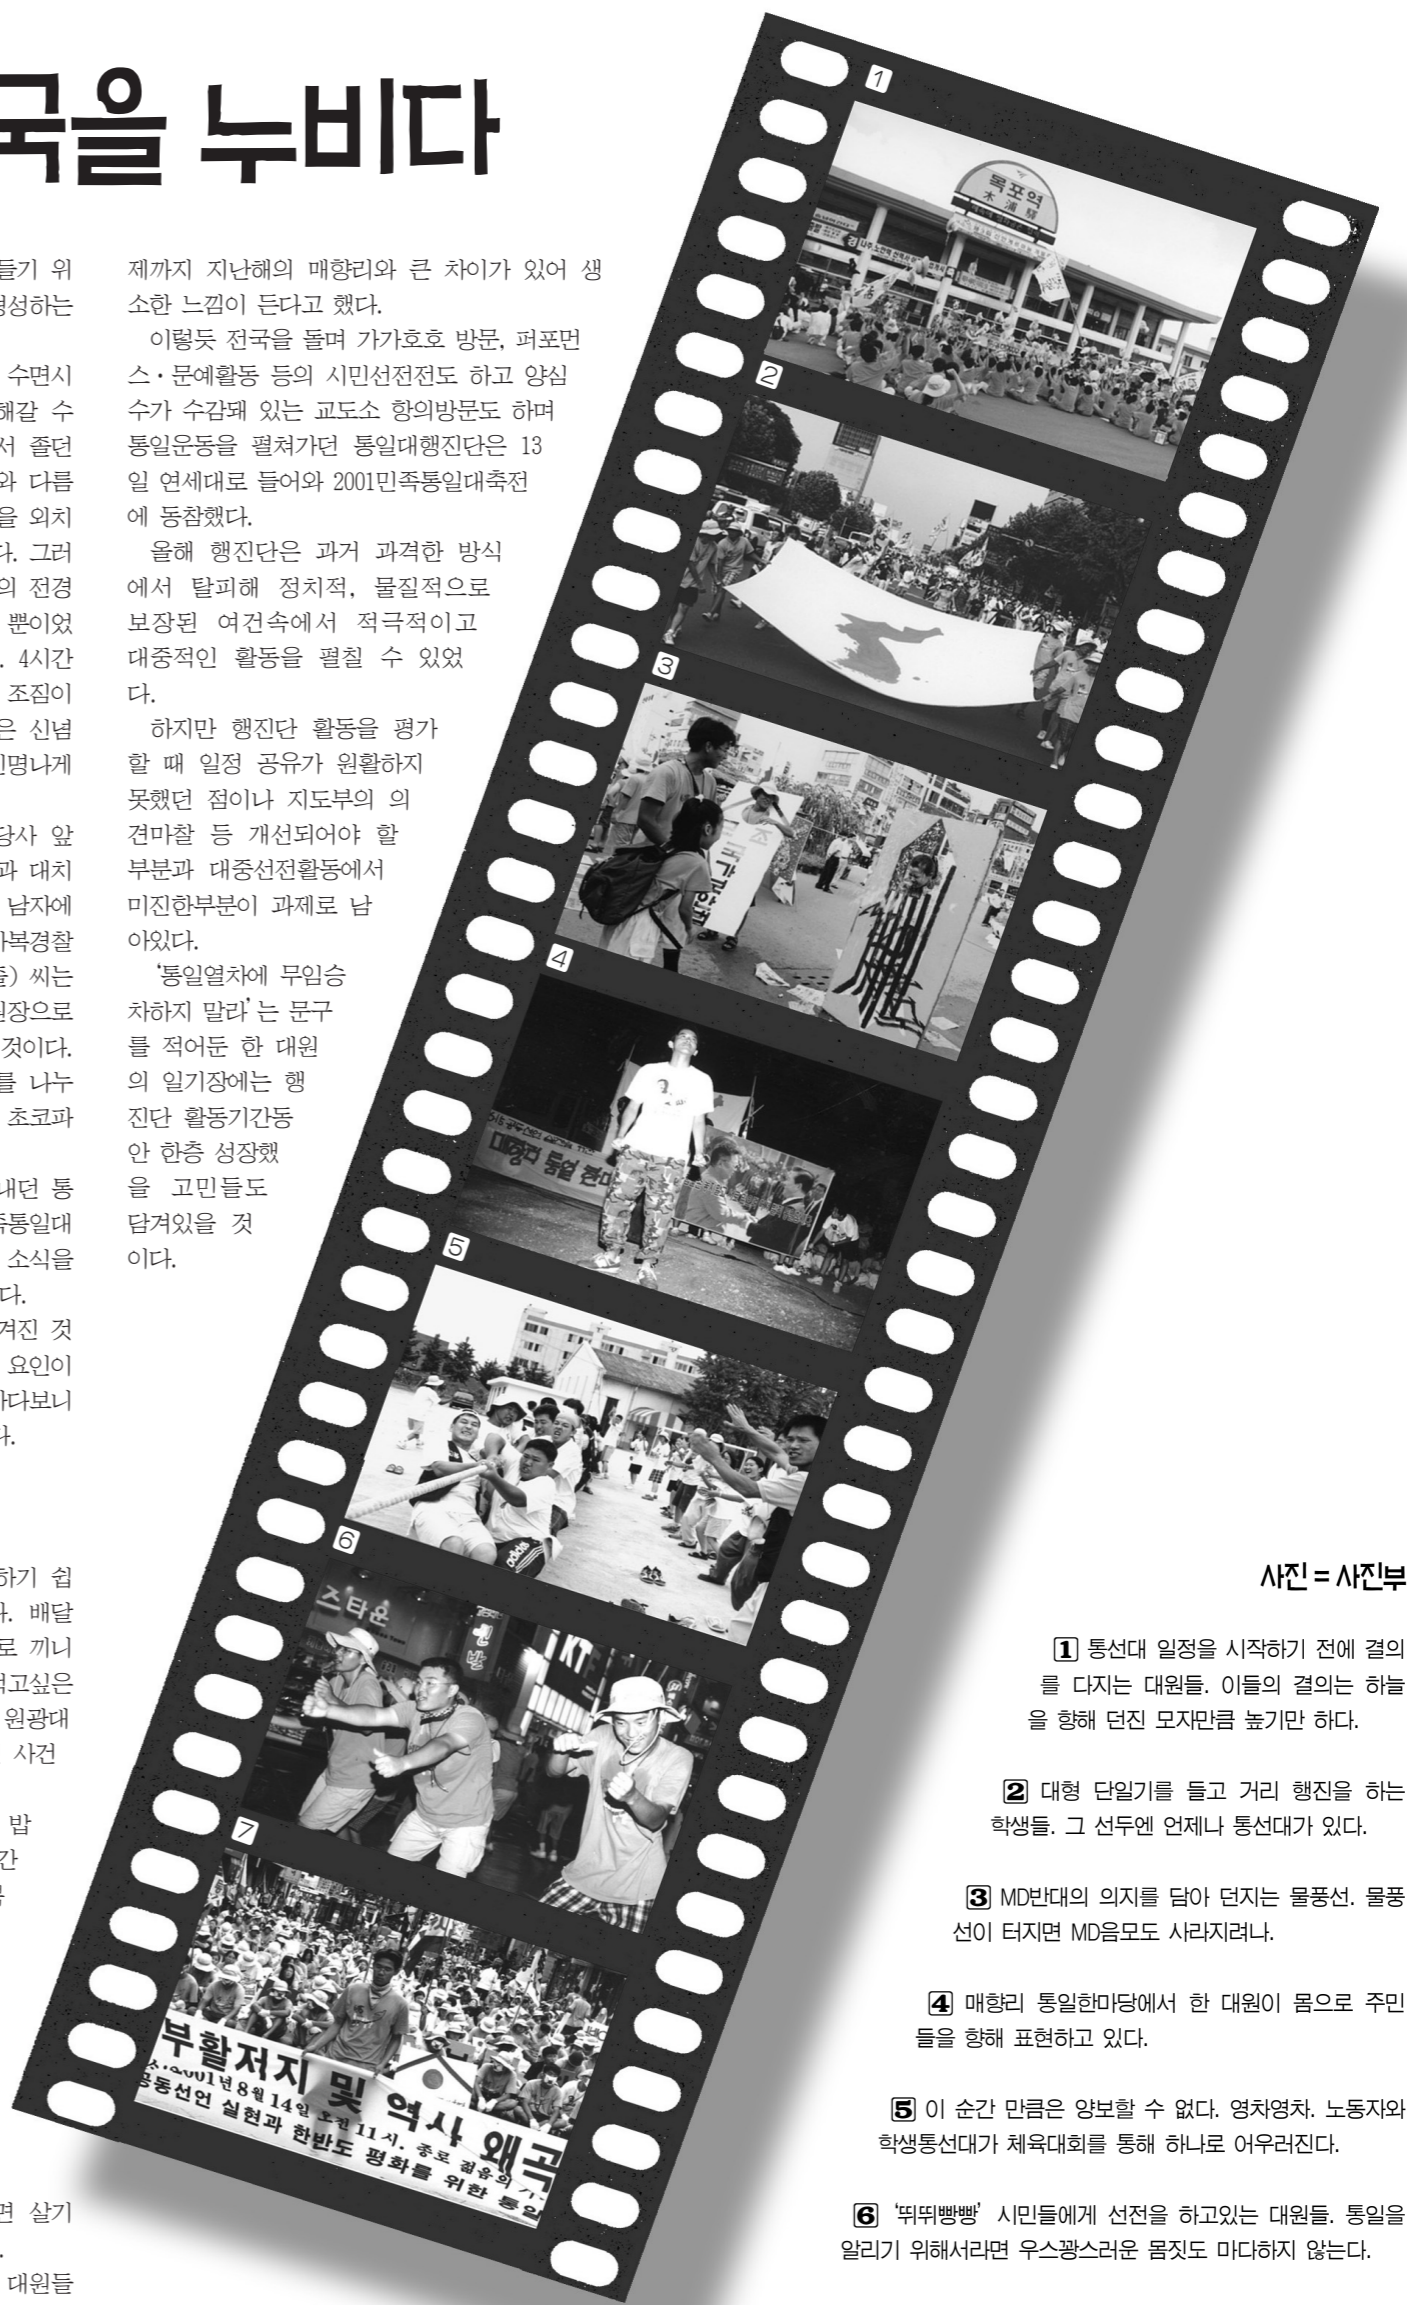 국을 누비다
들기 위
형성하는
수면시
해갈 수
서 졸던
와 다름
을 외치
다. 그러
의 전경
뿐이었
. 4시간
조짐이
은 신념
신명나게
당사 앞
과 대치
남자에
사복경찰
씨는
원장으로
것이다.
를 나누
초코파
내던 통
족통일대
소식을
다.
겨진 것
요인이
하다보니
다.
하기 쉽
다. 배달
로 끼니
먹고싶은
원광대
사건
밥
간
면 살기
.
대원들
제까지 지난해의 매향리와 큰 차이가 있어 생
소한 느낌이 든다고 했다.
이렇듯 전국을 돌며 가가호호 방문, 퍼포먼
스·문예활동 등의 시민선전전도 하고 양심
수가 수감돼 있는 교도소 항의방문도 하며
통일운동을 펼쳐가던 통일대행진단은 13
일 연세대로 들어와 2001민족통일대축전
에 동참했다.
올해 행진단은 과거 과격한 방식
에서 탈피해 정치적, 물질적으로
보장된 여건속에서 적극적이고
대중적인 활동을 펼칠 수 있었
다.
하지만 행진단 활동을 평가
할 때 일정 공유가 원활하지
못했던 점이나 지도부의 의
견마찰 등 개선되어야 할
부분과 대중선전활동에서
미진한부분이 과제로 남
아있다.
‘통일열차에 무임승
차하지 말라’는 문구
를 적어둔 한 대원
의 일기장에는 행
진단 활동기간동
안 한층 성장했
을 고민들도
담겨있을 것
이다.
1
목포역
木浦驛
2
3
4
매향리 통일 한마
5
6
스타운
KTF
adidas
7
부활저지 및 역사 왜곡
2001년 8월 14일 오전 11시. 종로 젊음의
공동선언 실현과 한반도 평화를 위한 통일
사진 = 사진부
1 통선대 일정을 시작하기 전에 결의
를 다지는 대원들. 이들의 결의는 하늘
을 향해 던진 모자만큼 높기만 하다.
2 대형 단일기를 들고 거리 행진을 하는
학생들. 그 선두엔 언제나 통선대가 있다.
3 MD반대의 의지를 담아 던지는 물풍선. 물풍
선이 터지면 MD음모도 사라지려나.
4 매향리 통일한마당에서 한 대원이 몸으로 주민
들을 향해 표현하고 있다.
5 이 순간 만큼은 양보할 수 없다. 영차영차. 노동자와
학생통선대가 체육대회를 통해 하나로 어우러진다.
6 ‘뛰뛰빵빵’ 시민들에게 선전을 하고있는 대원들. 통일을
알리기 위해서라면 우스꽝스러운 몸짓도 마다하지 않는다.